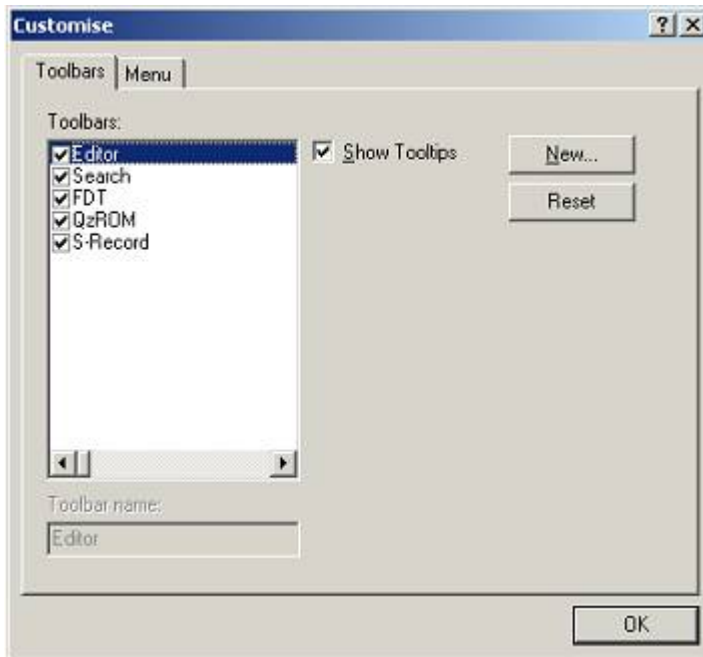 Customise
Toolbars Menu
Toolbars:
Editor
Search
FDT
QzROM
S-Record
Show Tooltips
New...
Reset
Toolbar name:
Editor
OK